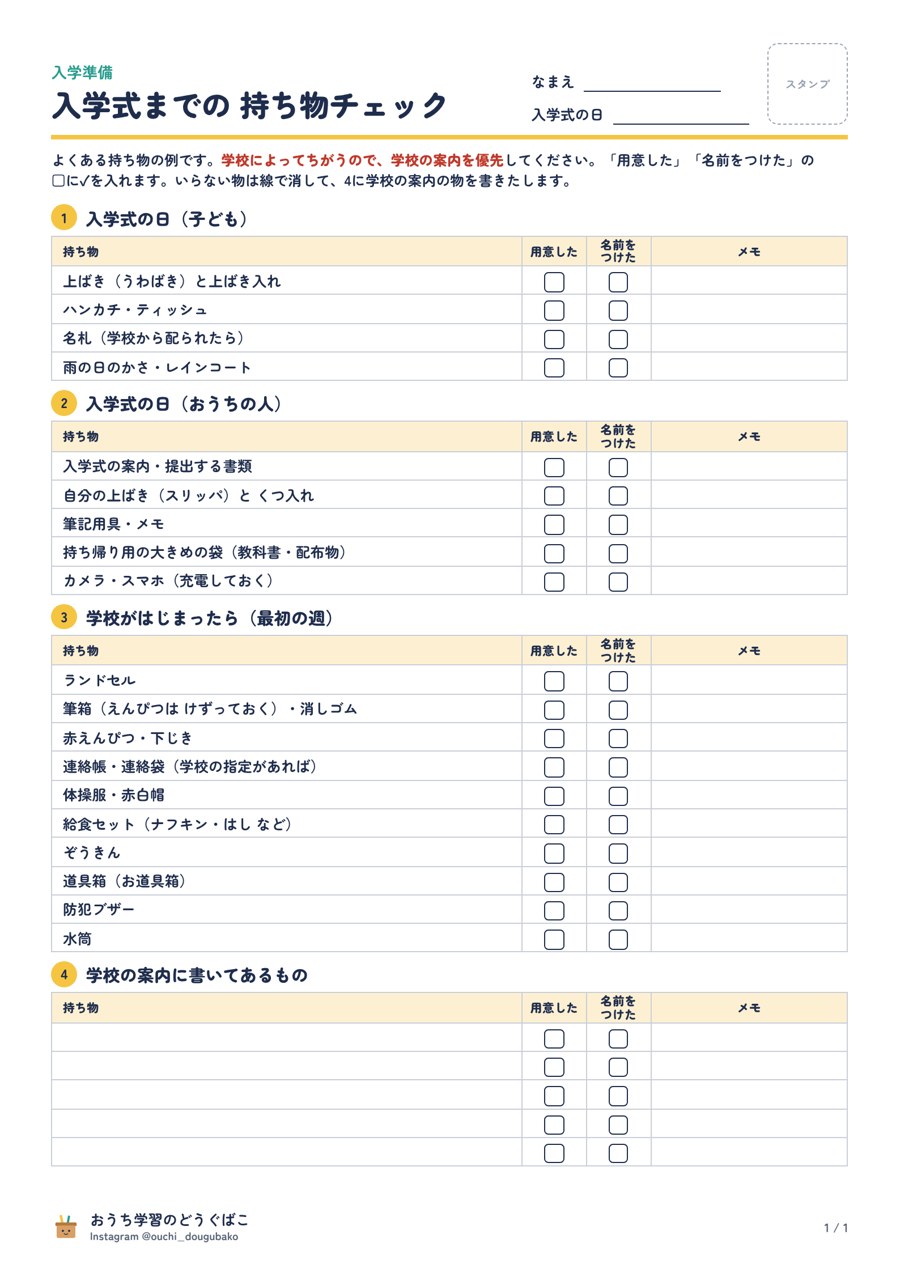 入学準備
入学式までの 持ち物チェック
なまえ
入学式の日
スタンプ
よくある持ち物の例です。学校によってちがうので、学校の案内を優先してください。「用意した」「名前をつけた」の
□に✓を入れます。いらない物は線で消して、4に学校の案内の物を書きたします。
1 入学式の日（子ども）
持ち物 用意した 名前をつけた メモ
上ばき（うわばき）と上ばき入れ
ハンカチ・ティッシュ
名札（学校から配られたら）
雨の日のかさ・レインコート
2 入学式の日（おうちの人）
持ち物 用意した 名前をつけた メモ
入学式の案内・提出する書類
自分の上ばき（スリッパ）と くつ入れ
筆記用具・メモ
持ち帰り用の大きめの袋（教科書・配布物）
カメラ・スマホ（充電しておく）
3 学校がはじまったら（最初の週）
持ち物 用意した 名前をつけた メモ
ランドセル
筆箱（えんぴつは けずっておく）・消しゴム
赤えんぴつ・下じき
連絡帳・連絡袋（学校の指定があれば）
体操服・赤白帽
給食セット（ナフキン・はし など）
ぞうきん
道具箱（お道具箱）
防犯ブザー
水筒
4 学校の案内に書いてあるもの
持ち物 用意した 名前をつけた メモ
おうち学習のどうぐばこ
Instagram @ouchi_dougubako
1 / 1